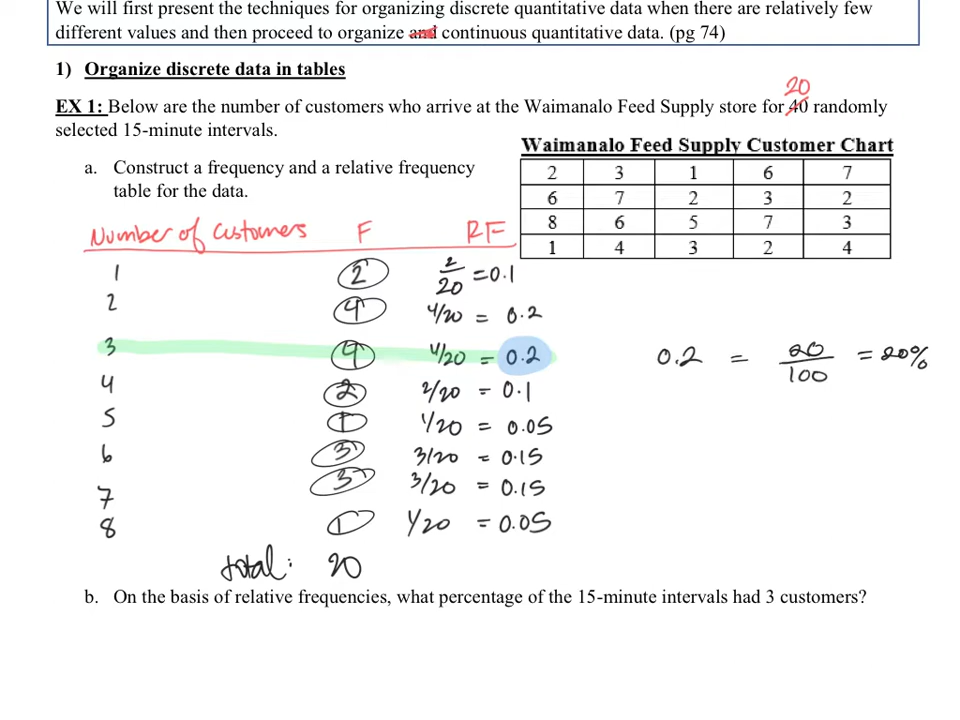 We will first present the techniques for organizing discrete quantitative data when there are relatively few
different values and then proceed to organize and continuous quantitative data. (pg 74)
1) Organize discrete data in tables
20
EX 1: Below are the number of customers who arrive at the Waimanalo Feed Supply store for 40 randomly
selected 15-minute intervals.
a. Construct a frequency and a relative frequency
table for the data.
Waimanalo Feed Supply Customer Chart
2 3 1 6 7
6 7 2 3 2
8 6 5 7 3
1 4 3 2 4
Number of customers F RF
1 2 2/20 = 0.1
2 4 4/20 = 0.2
3 4 4/20 = 0.2 0.2 = 20/100 = 20%
4 2 2/20 = 0.1
5 1 1/20 = 0.05
6 3 3/20 = 0.15
7 3 3/20 = 0.15
8 1 1/20 = 0.05
total: 20
b. On the basis of relative frequencies, what percentage of the 15-minute intervals had 3 customers?